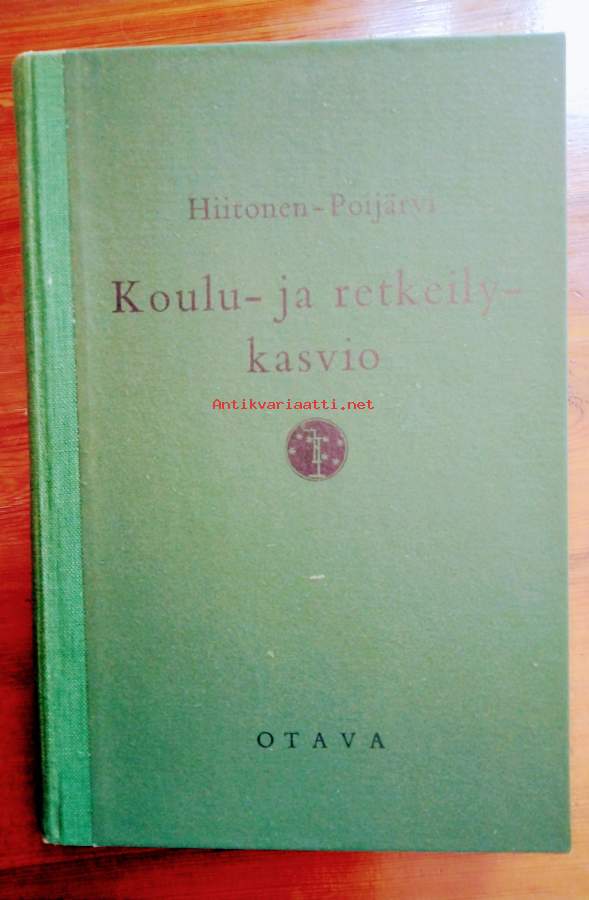 Hiitonen-Poijärvi
Koulu- ja retkeily-
kasvio
Antikvariaatti.net
OTAVA